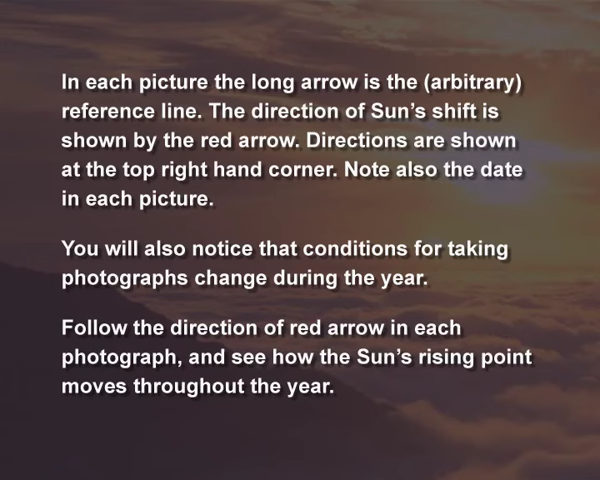 In each picture the long arrow is the (arbitrary)
reference line. The direction of Sun’s shift is
shown by the red arrow. Directions are shown
at the top right hand corner. Note also the date
in each picture.
You will also notice that conditions for taking
photographs change during the year.
Follow the direction of red arrow in each
photograph, and see how the Sun’s rising point
moves throughout the year.